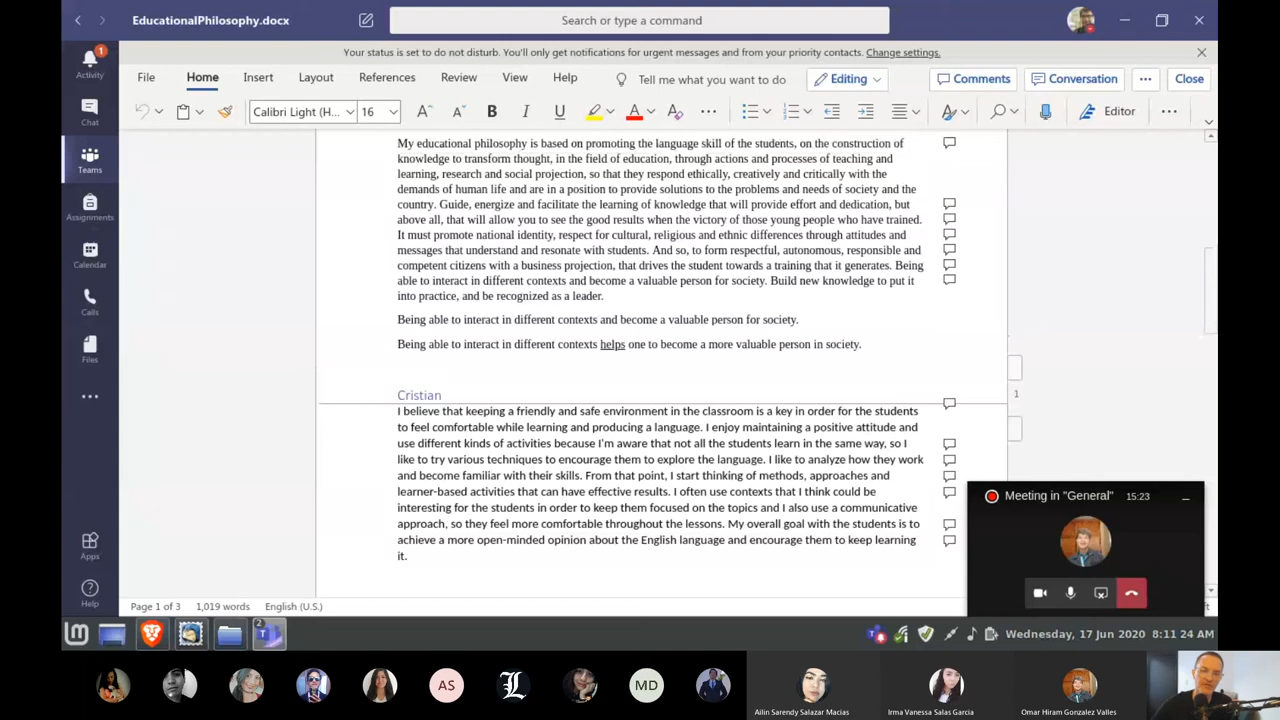 EducationalPhilosophy.docx
Search or type a command
Your status is set to do not disturb. You'll only get notifications for urgent messages and from your priority contacts. Change settings.
File Home Insert Layout References Review View Help Tell me what you want to do Editing Comments Conversation Close
Calibri Light (H... 16 Editor
Activity
1
Chat
Teams
Assignments
Calendar
Calls
Files
Apps
Help
My educational philosophy is based on promoting the language skill of the students, on the construction of
knowledge to transform thought, in the field of education, through actions and processes of teaching and
learning, research and social projection, so that they respond ethically, creatively and critically with the
demands of human life and are in a position to provide solutions to the problems and needs of society and the
country. Guide, energize and facilitate the learning of knowledge that will provide effort and dedication, but
above all, that will allow you to see the good results when the victory of those young people who have trained.
It must promote national identity, respect for cultural, religious and ethnic differences through attitudes and
messages that understand and resonate with students. And so, to form respectful, autonomous, responsible and
competent citizens with a business projection, that drives the student towards a training that it generates. Being
able to interact in different contexts and become a valuable person for society. Build new knowledge to put it
into practice, and be recognized as a leader.
Being able to interact in different contexts and become a valuable person for society.
Being able to interact in different contexts helps one to become a more valuable person in society.
Cristian
1
I believe that keeping a friendly and safe environment in the classroom is a key in order for the students
to feel comfortable while learning and producing a language. I enjoy maintaining a positive attitude and
use different kinds of activities because I'm aware that not all the students learn in the same way, so I
like to try various techniques to encourage them to explore the language. I like to analyze how they work
and become familiar with their skills. From that point, I start thinking of methods, approaches and
learner-based activities that can have effective results. I often use contexts that I think could be
interesting for the students in order to keep them focused on the topics and I also use a communicative
approach, so they feel more comfortable throughout the lessons. My overall goal with the students is to
achieve a more open-minded opinion about the English language and encourage them to keep learning
it.
Meeting in "General" 15:23
Page 1 of 3 1,019 words English (U.S.)
2
Wednesday, 17 Jun 2020 8:11:24 AM
AS
L
MD
Ailin Sarendy Salazar Macias
Irma Vanessa Salas Garcia
Omar Hiram Gonzalez Valles